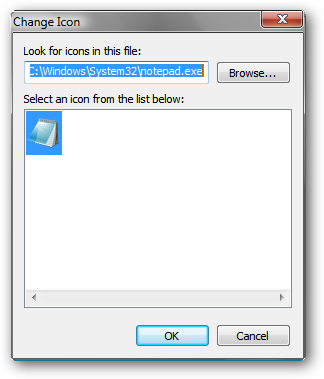 Change Icon
Look for icons in this file:
C:\Windows\System32\notepad.exe
Browse...
Select an icon from the list below:
OK
Cancel